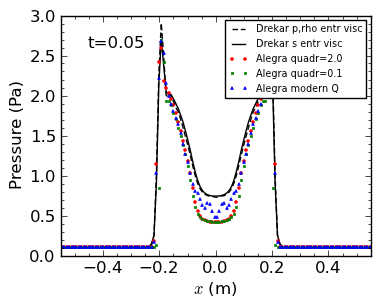 3.0
2.5
2.0
1.5
1.0
0.5
0.0
Pressure (Pa)
t=0.05
Drekar p,rho entr visc
Drekar s entr visc
Alegra quadr=2.0
Alegra quadr=0.1
Alegra modern Q
−0.4 −0.2 0.0 0.2 0.4
x (m)